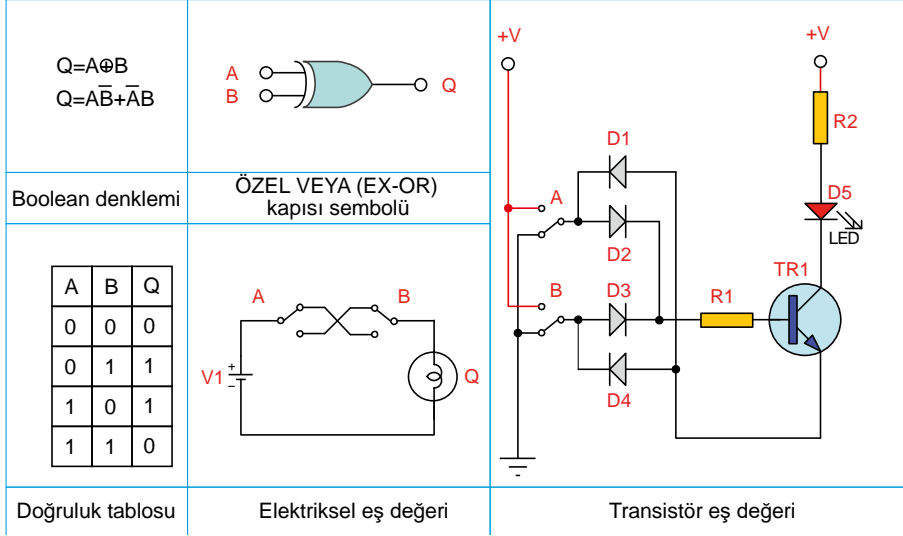 Q=A⊕B
Q=AB̅+A̅B
Boolean denklemi
A
B
Q
ÖZEL VEYA (EX-OR)
kapısı sembolü
A B Q
0 0 0
0 1 1
1 0 1
1 1 0
Doğruluk tablosu
A
B
V1
+
−
Q
Elektriksel eş değeri
+V
+V
R2
D1
A
D2
D5
LED
B
D3
R1
TR1
D4
Transistör eş değeri